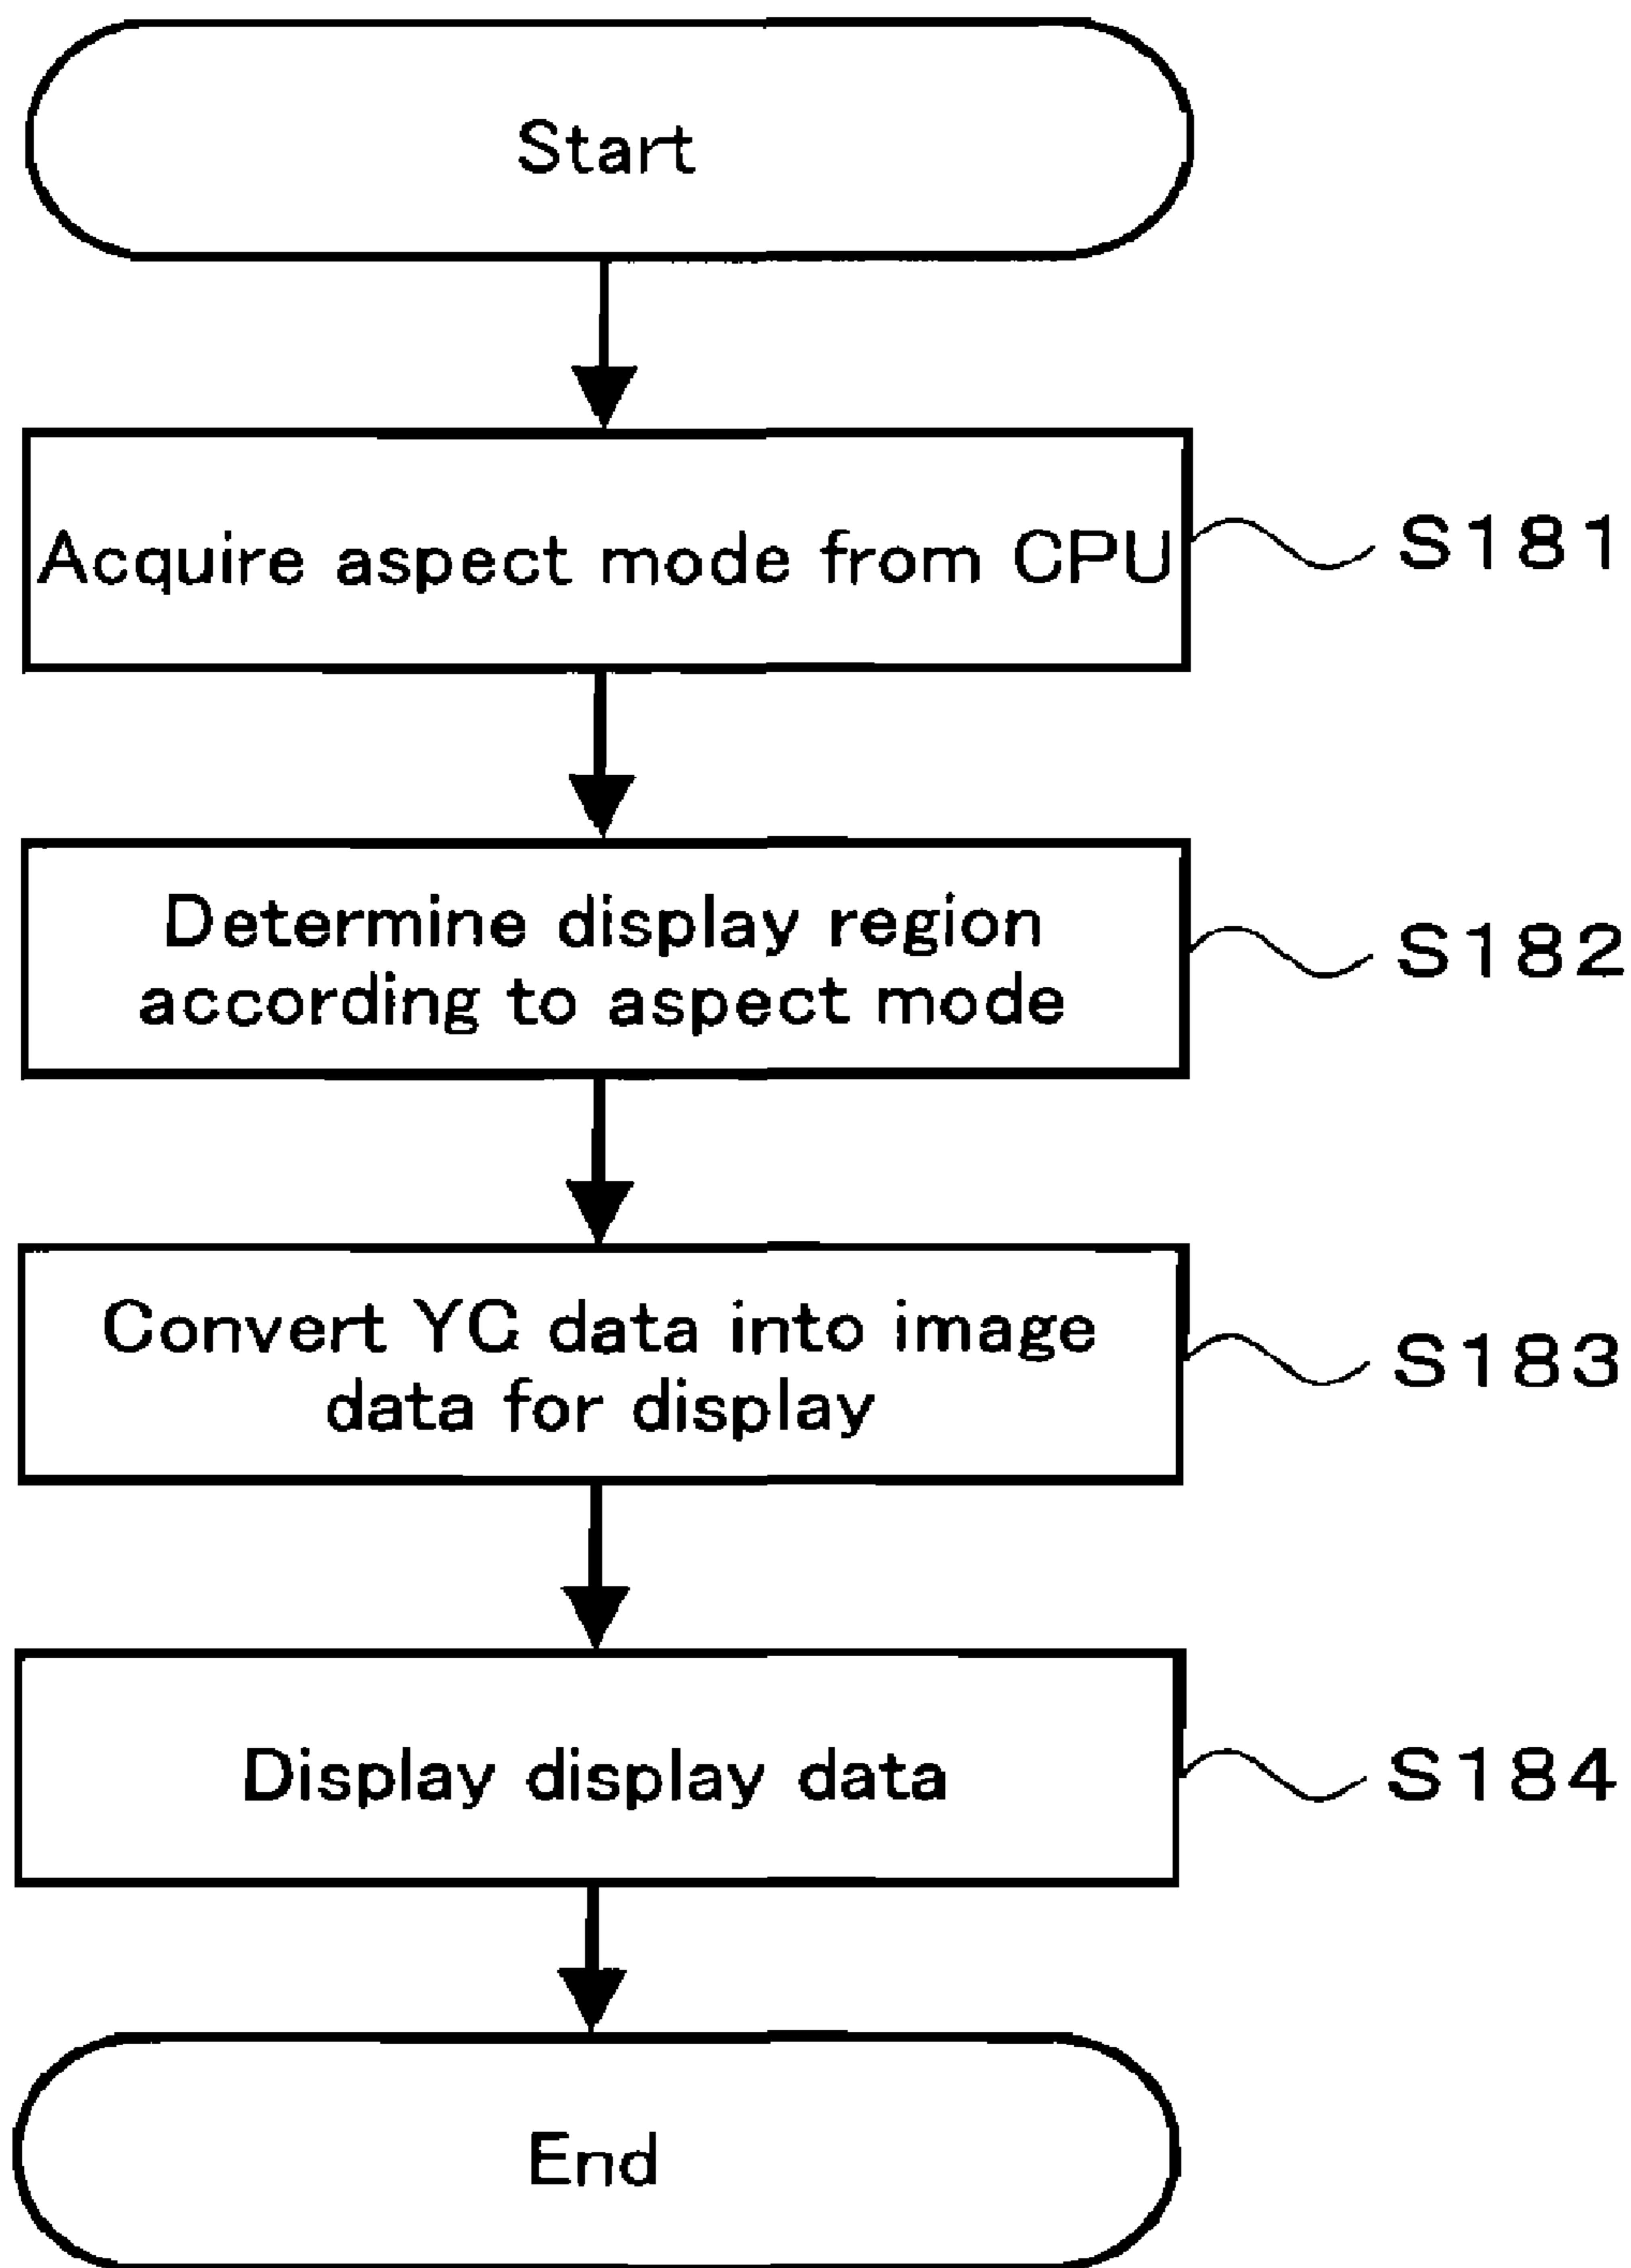 Start
Acquire aspect mode from CPU
S181
Determine display region
according to aspect mode
S182
Convert YC data into image
data for display
S183
Display display data
S184
End